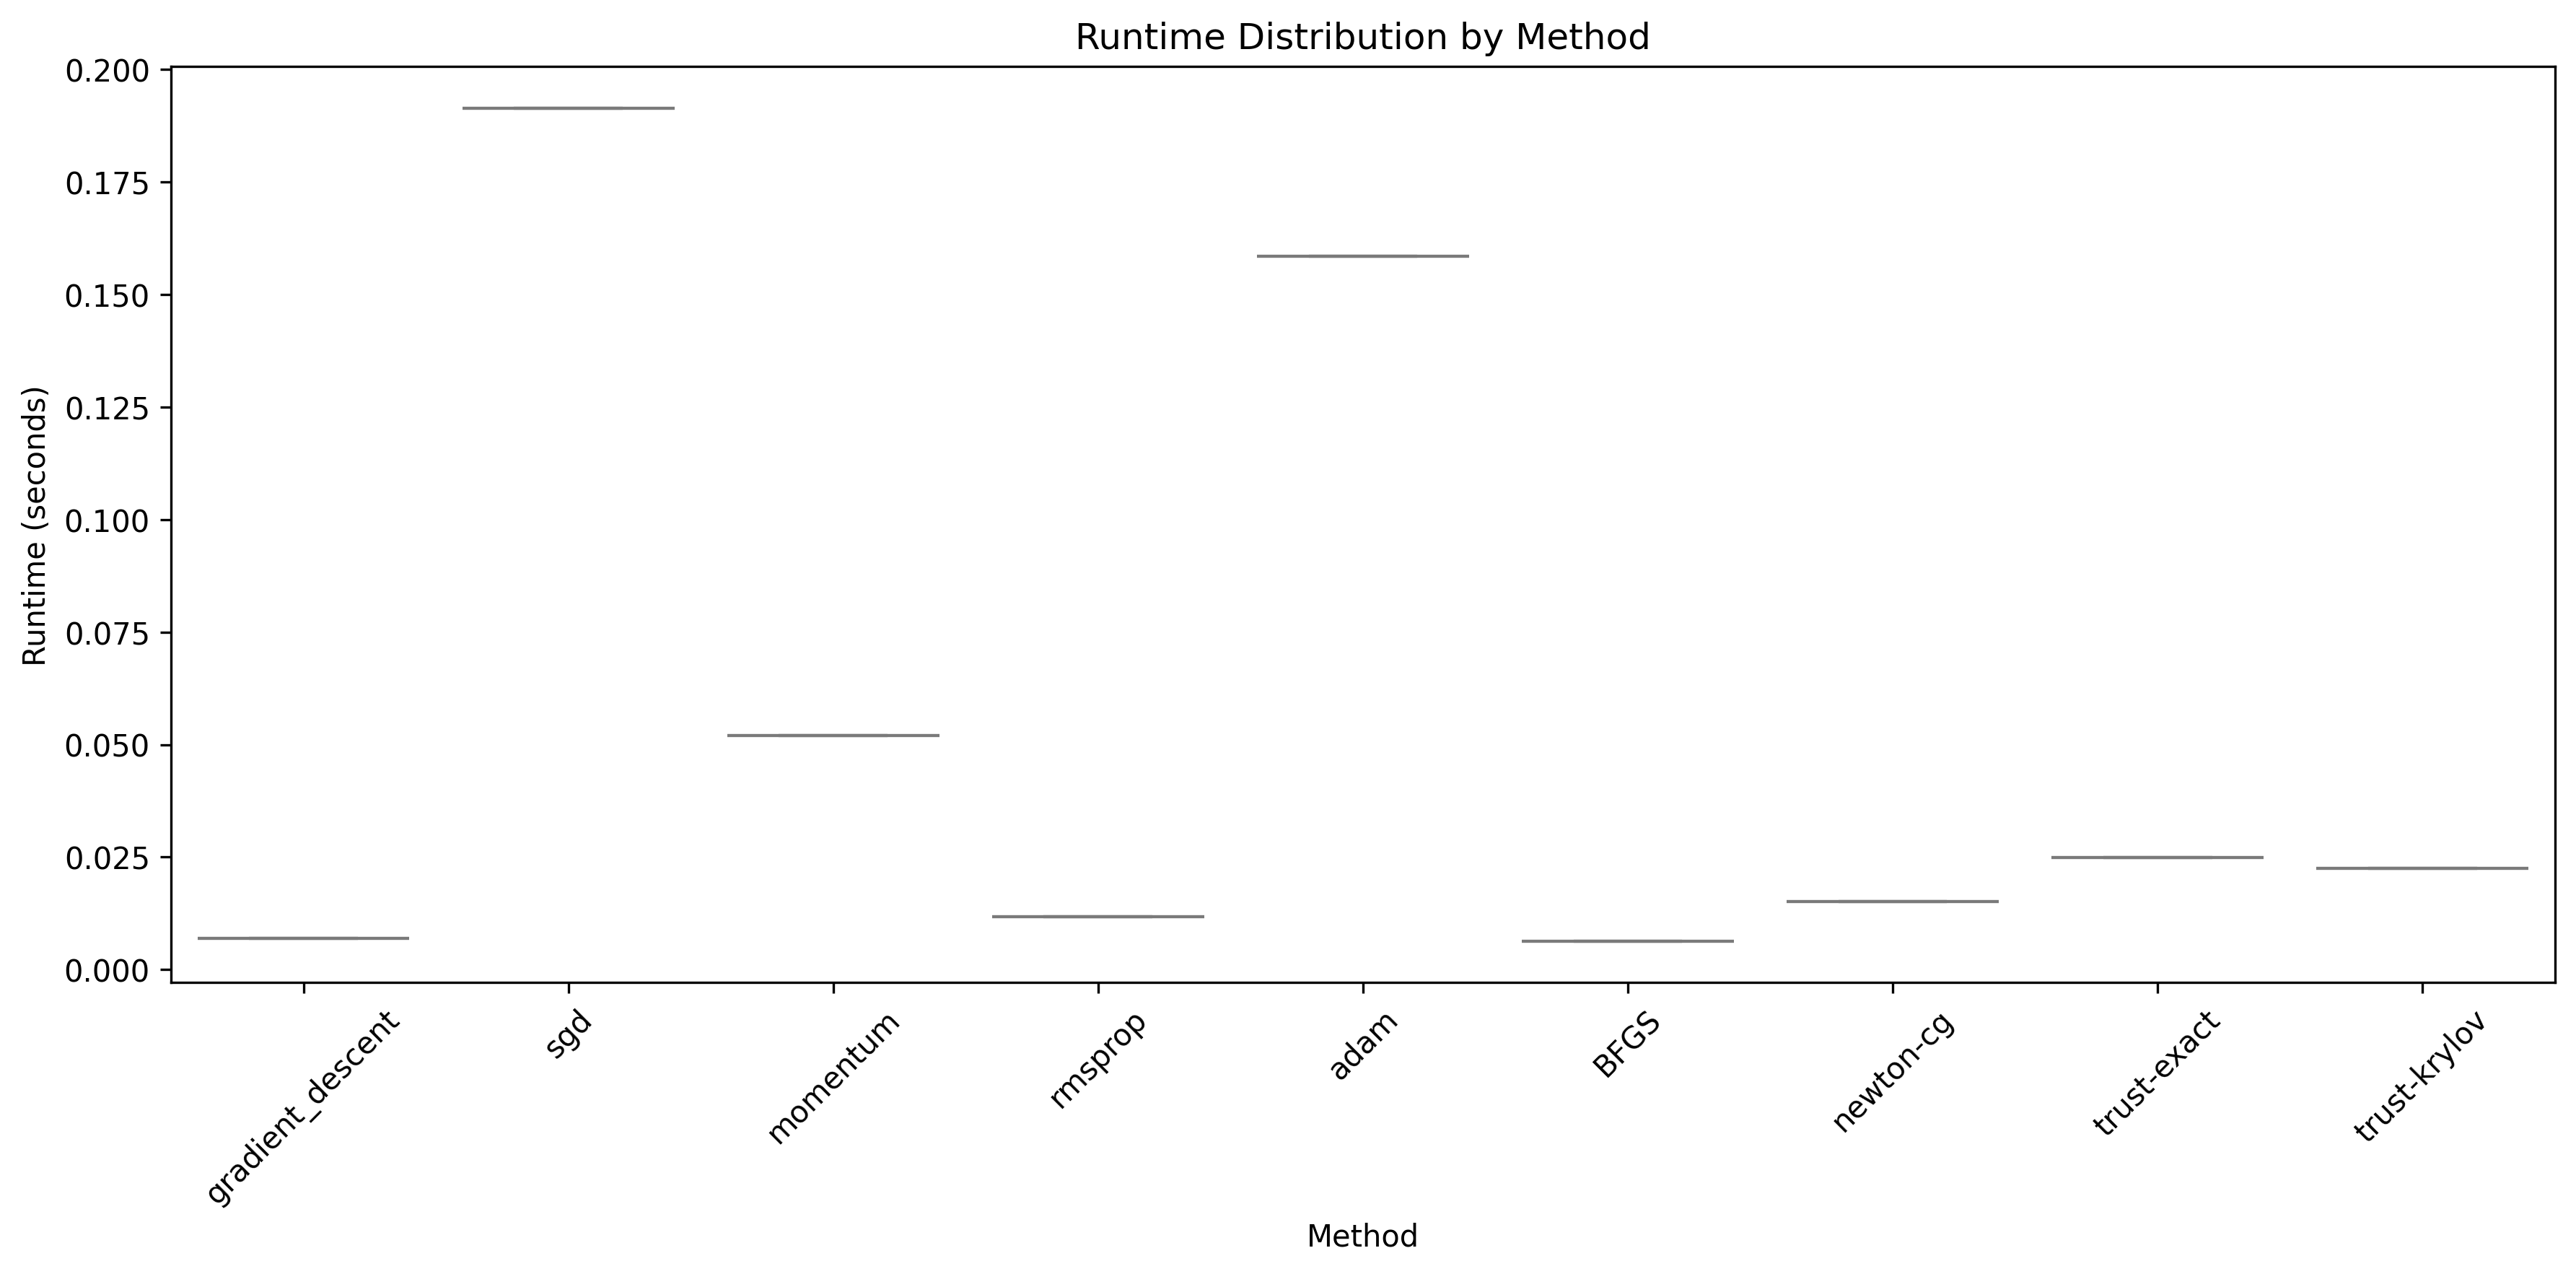 Runtime Distribution by Method
Runtime (seconds)
0.200
0.175
0.150
0.125
0.100
0.075
0.050
0.025
0.000
gradient_descent
sgd
momentum
rmsprop
adam
BFGS
newton-cg
trust-exact
trust-krylov
Method